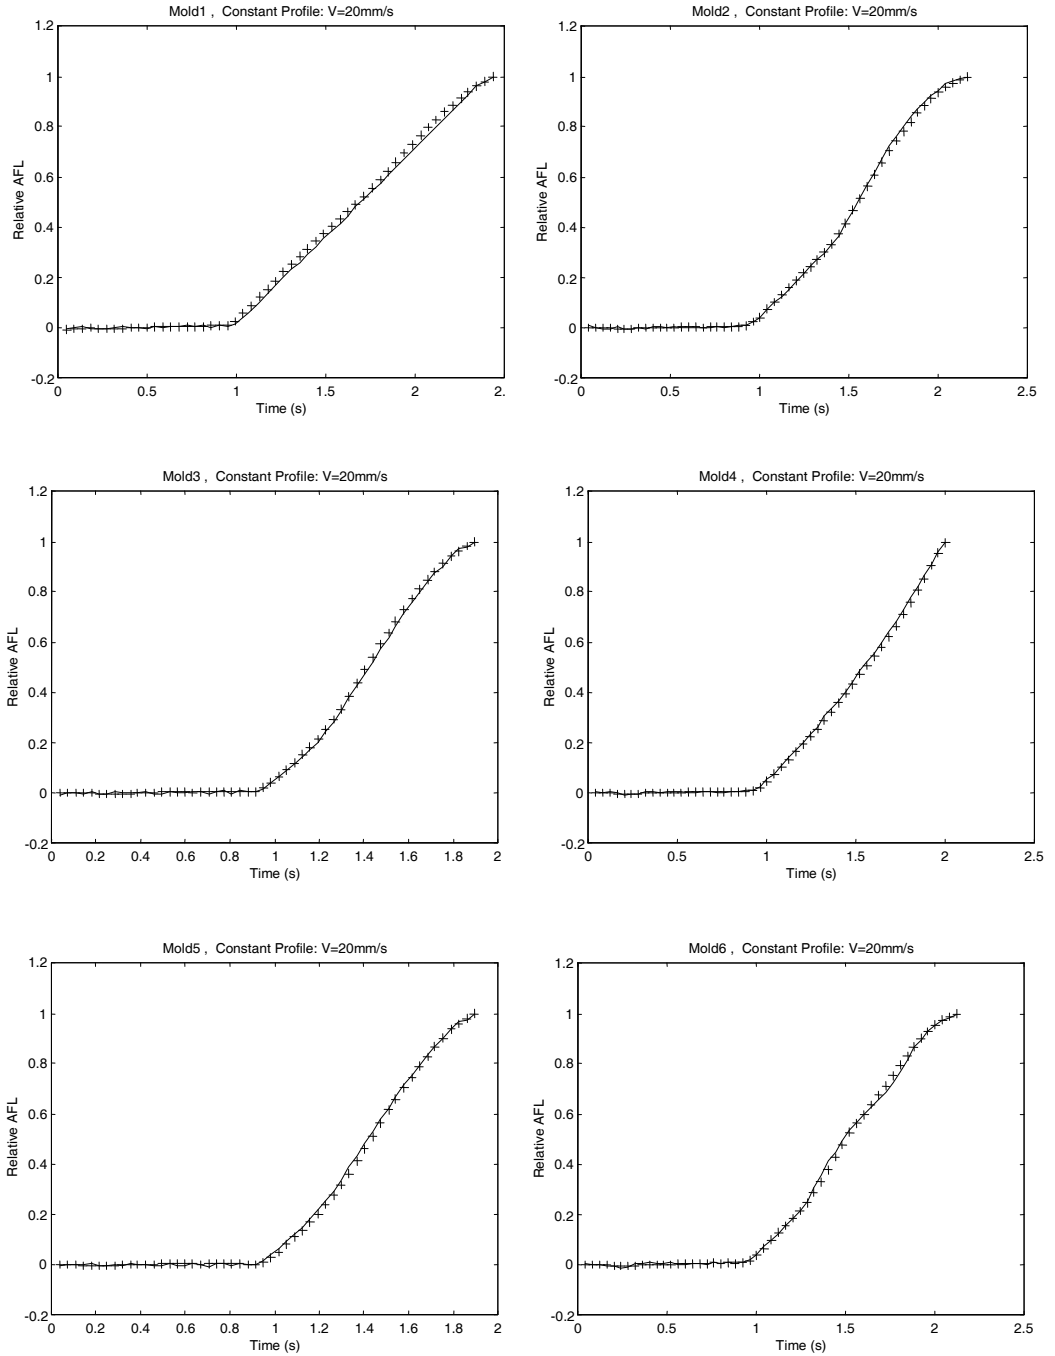 Mold1 , Constant Profile: V=20mm/s
1.2
1
0.8
0.6
0.4
0.2
0
-0.2
Relative AFL
0 0.5 1 1.5 2 2.
Time (s)
Mold2 , Constant Profile: V=20mm/s
1.2
1
0.8
0.6
0.4
0.2
0
-0.2
Relative AFL
0 0.5 1 1.5 2 2.5
Time (s)
Mold3 , Constant Profile: V=20mm/s
1.2
1
0.8
0.6
0.4
0.2
0
-0.2
Relative AFL
0 0.2 0.4 0.6 0.8 1 1.2 1.4 1.6 1.8 2
Time (s)
Mold4 , Constant Profile: V=20mm/s
1.2
1
0.8
0.6
0.4
0.2
0
-0.2
Relative AFL
0 0.5 1 1.5 2 2.5
Time (s)
Mold5 , Constant Profile: V=20mm/s
1.2
1
0.8
0.6
0.4
0.2
0
-0.2
Relative AFL
0 0.2 0.4 0.6 0.8 1 1.2 1.4 1.6 1.8 2
Time (s)
Mold6 , Constant Profile: V=20mm/s
1.2
1
0.8
0.6
0.4
0.2
0
-0.2
Relative AFL
0 0.5 1 1.5 2 2.5
Time (s)